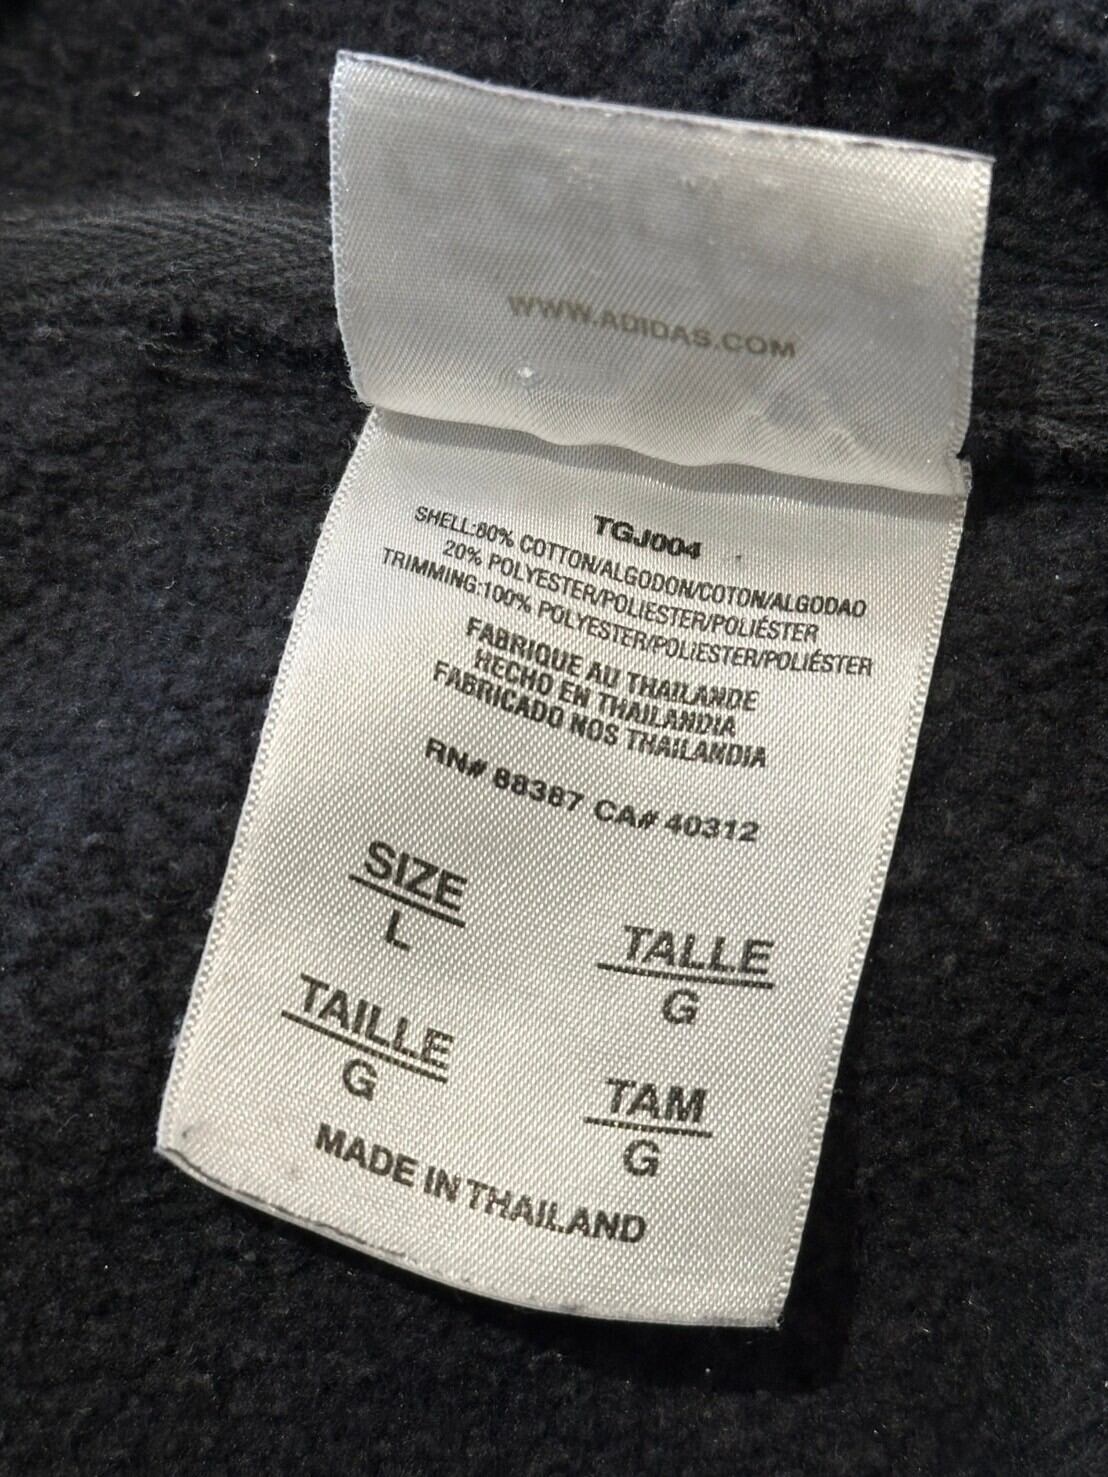 WWW.ADIDAS.COM
TGJ004
SHELL:80% COTTON/ALGODON/COTON/ALGODAO
20% POLYESTER/POLIESTER/POLIÉSTER
TRIMMING:100% POLYESTER/POLIESTER/POLIÉSTER
FABRIQUE AU THAILANDE
HECHO EN THAILANDIA
FABRICADO NOS THAILANDIA
RN# 88387 CA# 40312
SIZE
L
TALLE
G
TAILLE
G
TAM
G
MADE IN THAILAND